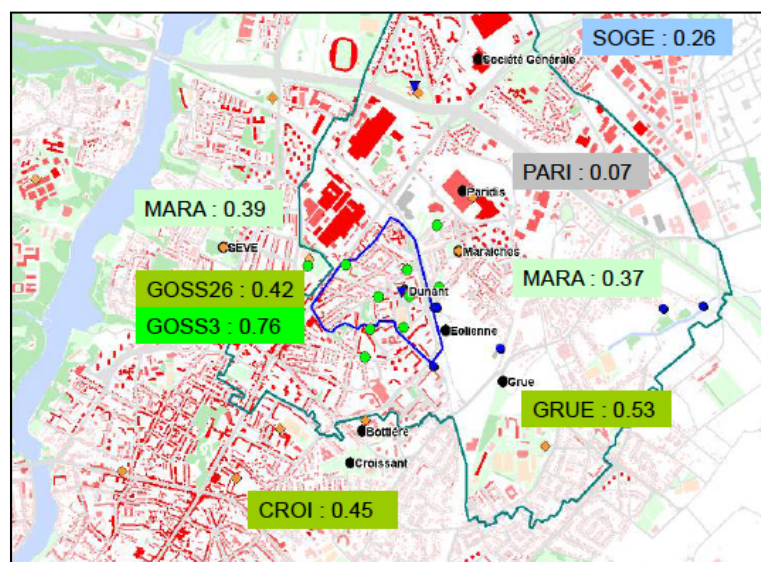 SOGE : 0.26
Société Générale
PARI : 0.07
Paridis
MARA : 0.39
SEVE
Maraîches
GOSS26 : 0.42
MARA : 0.37
Dunant
GOSS3 : 0.76
Eolienne
Grue
GRUE : 0.53
Bottière
Croissant
CROI : 0.45